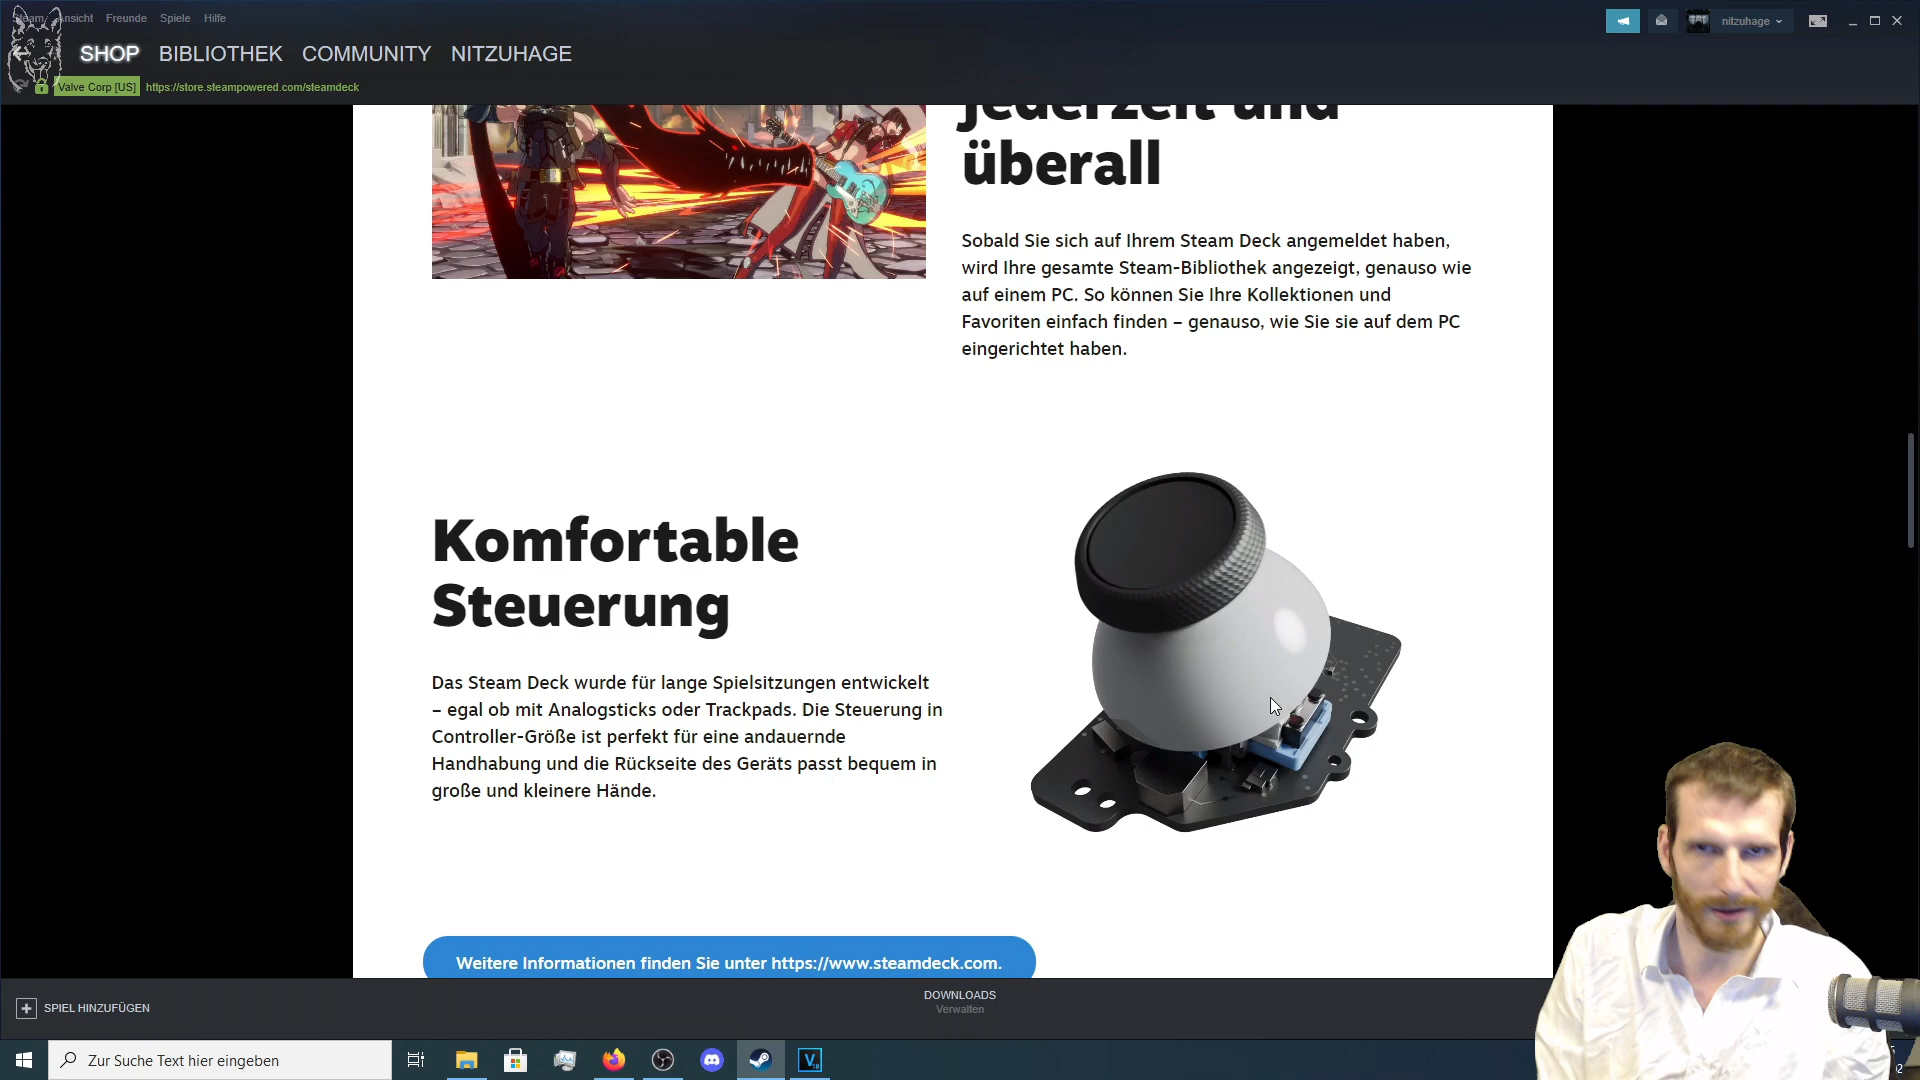 Steam Ansicht Freunde Spiele Hilfe
nitzuhage
SHOP BIBLIOTHEK COMMUNITY NITZUHAGE
Valve Corp [US] https://store.steampowered.com/steamdeck
jederzeit und
überall
Sobald Sie sich auf Ihrem Steam Deck angemeldet haben,
wird Ihre gesamte Steam-Bibliothek angezeigt, genauso wie
auf einem PC. So können Sie Ihre Kollektionen und
Favoriten einfach finden – genauso, wie Sie sie auf dem PC
eingerichtet haben.
Komfortable
Steuerung
Das Steam Deck wurde für lange Spielsitzungen entwickelt
– egal ob mit Analogsticks oder Trackpads. Die Steuerung in
Controller-Größe ist perfekt für eine andauernde
Handhabung und die Rückseite des Geräts passt bequem in
große und kleinere Hände.
Weitere Informationen finden Sie unter https://www.steamdeck.com.
SPIEL HINZUFÜGEN
DOWNLOADS
Verwalten
Zur Suche Text hier eingeben